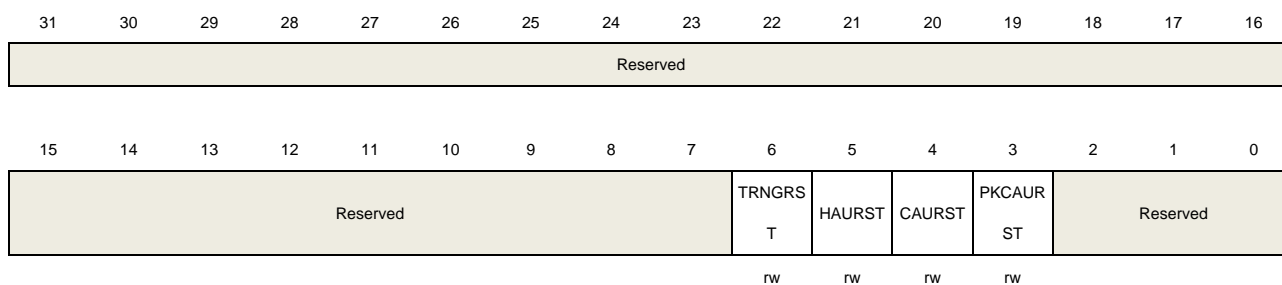 31 30 29 28 27 26 25 24 23 22 21 20 19 18 17 16
Reserved
15 14 13 12 11 10 9 8 7 6 5 4 3 2 1 0
Reserved TRNGRS T HAURST CAURST PKCAUR ST Reserved
rw rw rw rw